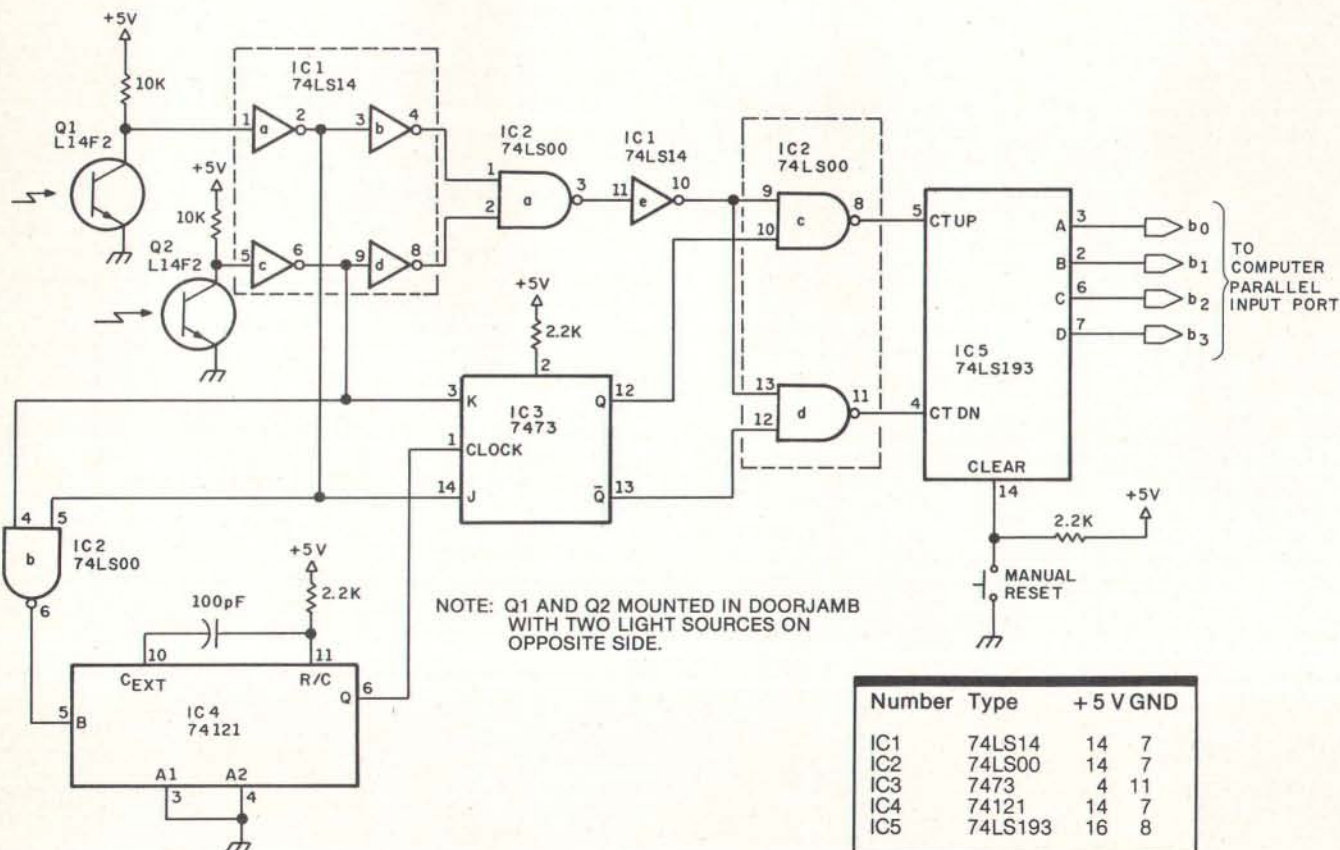 +5V
10K
Q1
L14F2
+5V
10K
Q2
L14F2
IC1
74LS14
1 a 2
3 b 4
5 c 6
9 d 8
IC2
74LS00
1
2
a
3
IC1
74LS14
11 e 10
IC2
74LS00
9
10
c
8
13
12
d
11
5 CT UP
4 CT DN
IC5
74LS193
CLEAR
14
A 3
B 2
C 6
D 7
b0
b1
b2
b3
TO
COMPUTER
PARALLEL
INPUT PORT
+5V
2.2K
MANUAL
RESET
+5V
2.2K
2
3 K
1 CLOCK
14 J
IC3
7473
Q 12
Q̄ 13
4 5
b
6
IC2
74LS00
+5V
2.2K
100pF
10
CEXT
11
R/C
5 B
IC4
74121
Q 6
A1
3
A2
4
NOTE: Q1 AND Q2 MOUNTED IN DOORJAMB
WITH TWO LIGHT SOURCES ON
OPPOSITE SIDE.
Number Type +5 V GND
IC1 74LS14 14 7
IC2 74LS00 14 7
IC3 7473 4 11
IC4 74121 14 7
IC5 74LS193 16 8